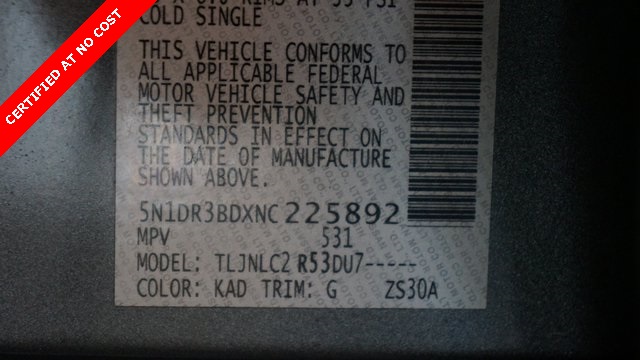 CERTIFIED AT NO COST
COLD SINGLE
THIS VEHICLE CONFORMS TO
ALL APPLICABLE FEDERAL
MOTOR VEHICLE SAFETY AND
THEFT PREVENTION
STANDARDS IN EFFECT ON
THE DATE OF MANUFACTURE
SHOWN ABOVE.
5N1DR3BDXNC225892
MPV 531
MODEL: TLJNLC2 R53DU7-----
COLOR: KAD TRIM: G ZS30A